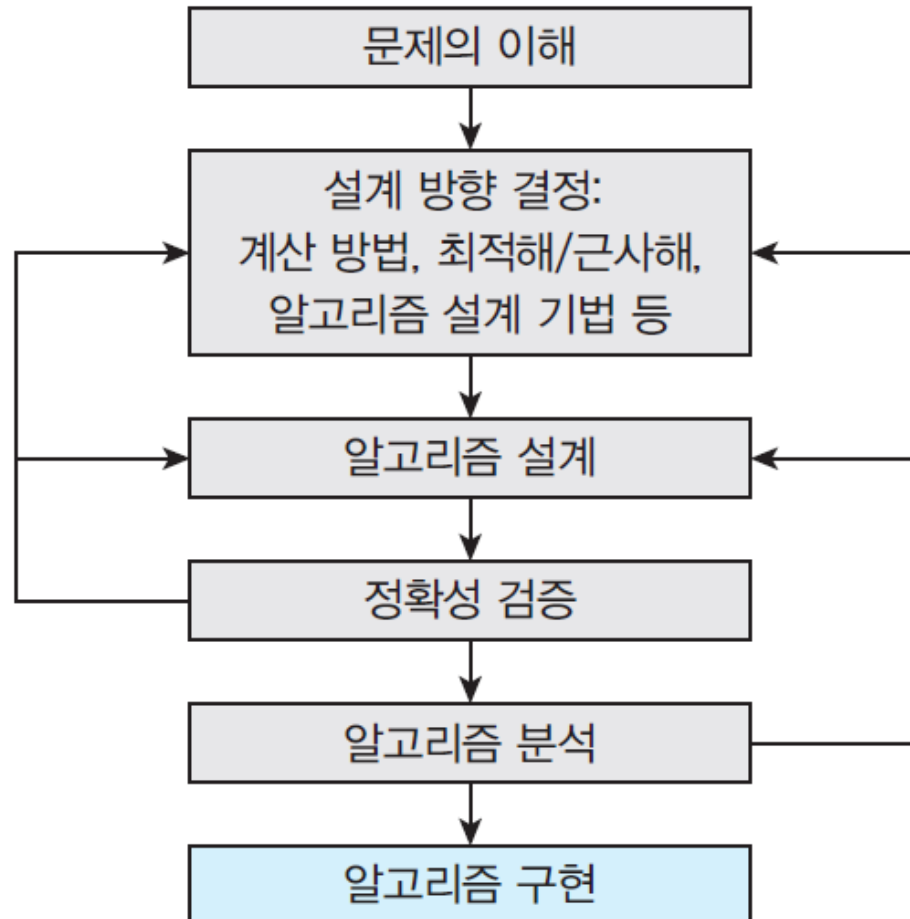 문제의 이해
설계 방향 결정:
계산 방법, 최적해/근사해,
알고리즘 설계 기법 등
알고리즘 설계
정확성 검증
알고리즘 분석
알고리즘 구현